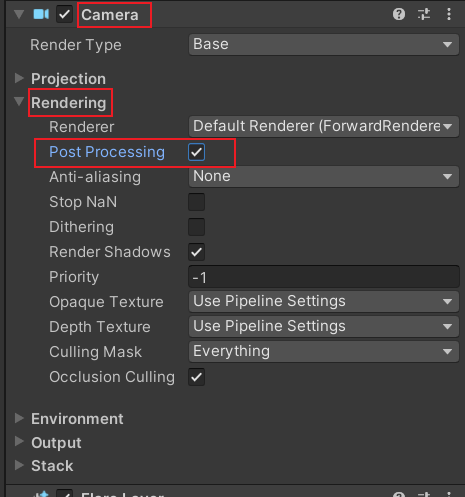 Camera
Render Type Base
Projection
Rendering
Renderer Default Renderer (ForwardRendere
Post Processing
Anti-aliasing None
Stop NaN
Dithering
Render Shadows
Priority -1
Opaque Texture Use Pipeline Settings
Depth Texture Use Pipeline Settings
Culling Mask Everything
Occlusion Culling
Environment
Output
Stack
Flare Layer